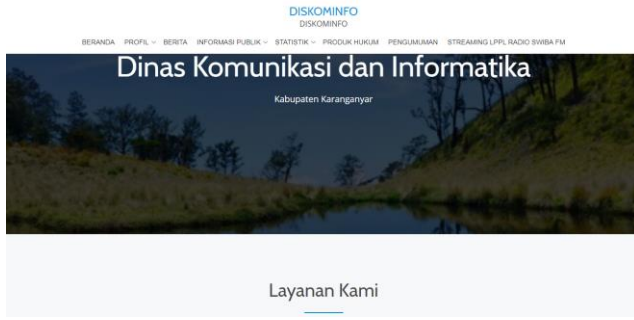 DISKOMINFO
DISKOMINFO
BERANDA PROFIL BERITA INFORMASI PUBLIK STATISTIK PRODUK HUKUM PENGUMUMAN STREAMING LPPL RADIO SWIBA FM
Dinas Komunikasi dan Informatika
Kabupaten Karanganyar
Layanan Kami